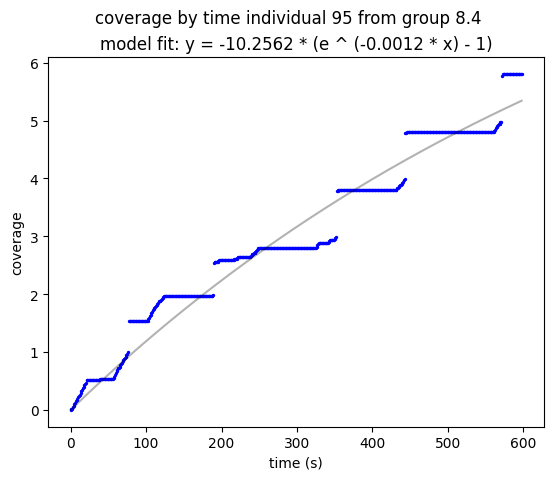 coverage by time individual 95 from group 8.4
model fit: y = -10.2562 * (e ^ (-0.0012 * x) - 1)
6
5
4
3
2
1
0
coverage
0 100 200 300 400 500 600
time (s)